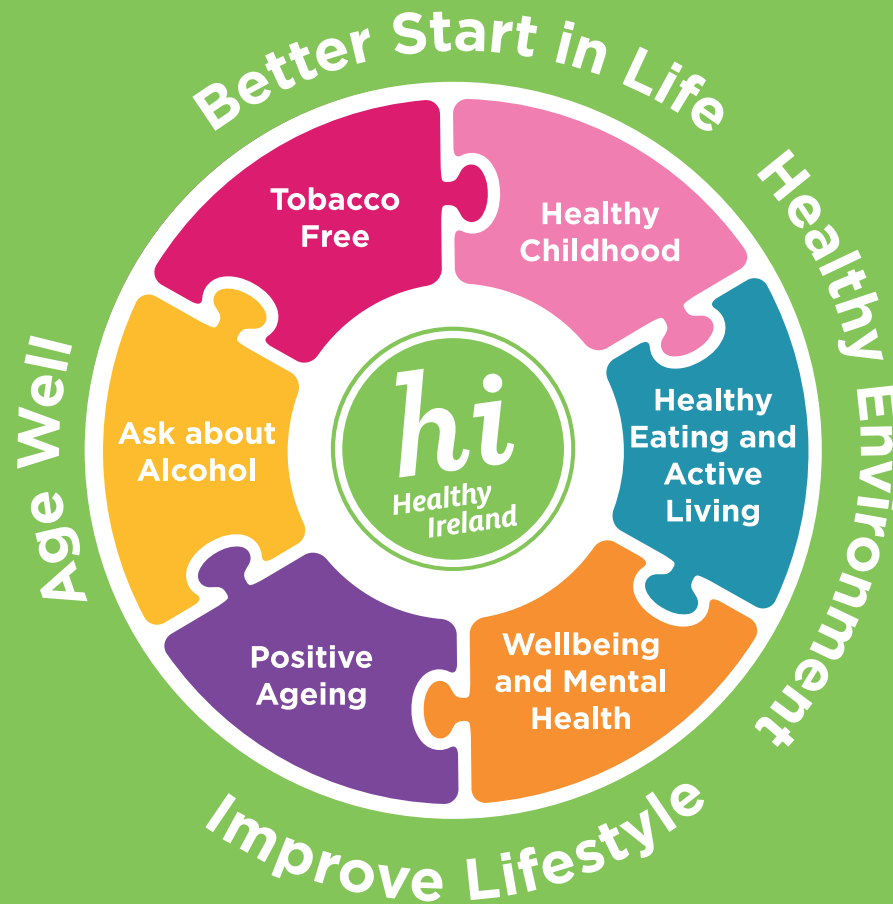 Better Start in Life
Healthy Environment
Improve Lifestyle
Age Well
Tobacco
Free
Healthy
Childhood
Healthy
Eating and
Active
Living
Wellbeing
and Mental
Health
Positive
Ageing
Ask about
Alcohol
hi
Healthy
Ireland